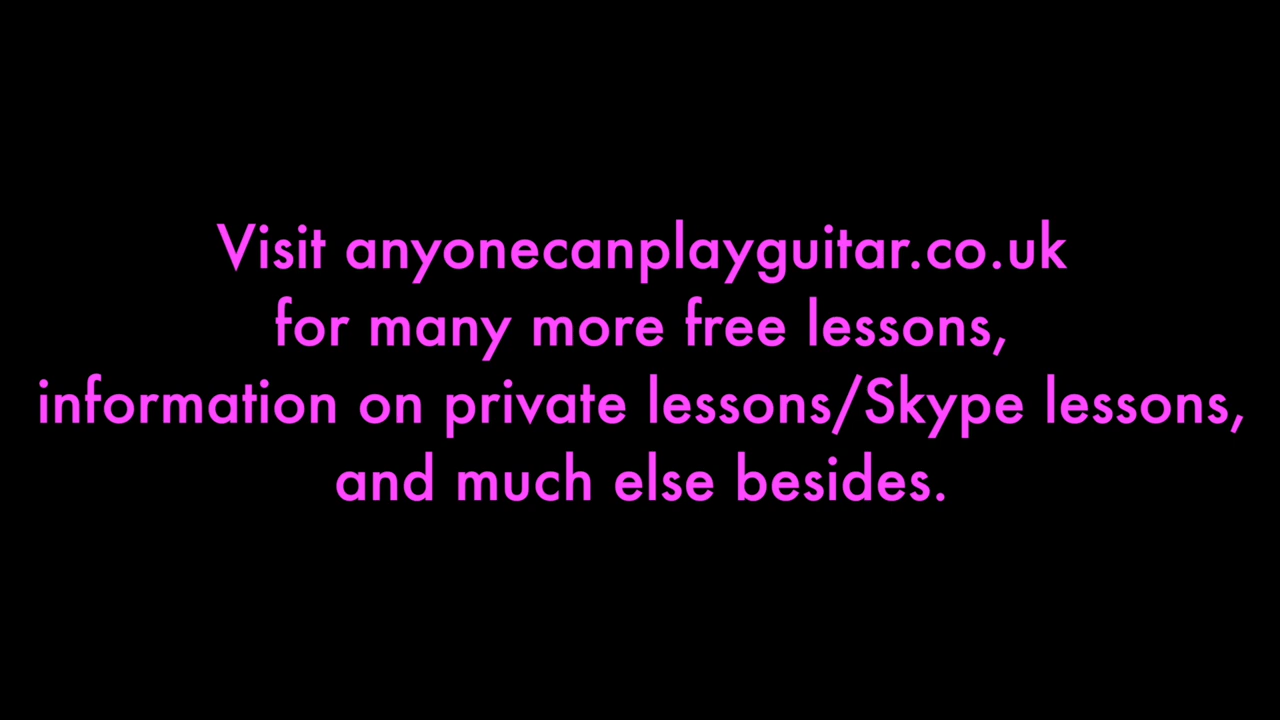 Visit anyonecanplayguitar.co.uk
for many more free lessons,
information on private lessons/Skype lessons,
and much else besides.